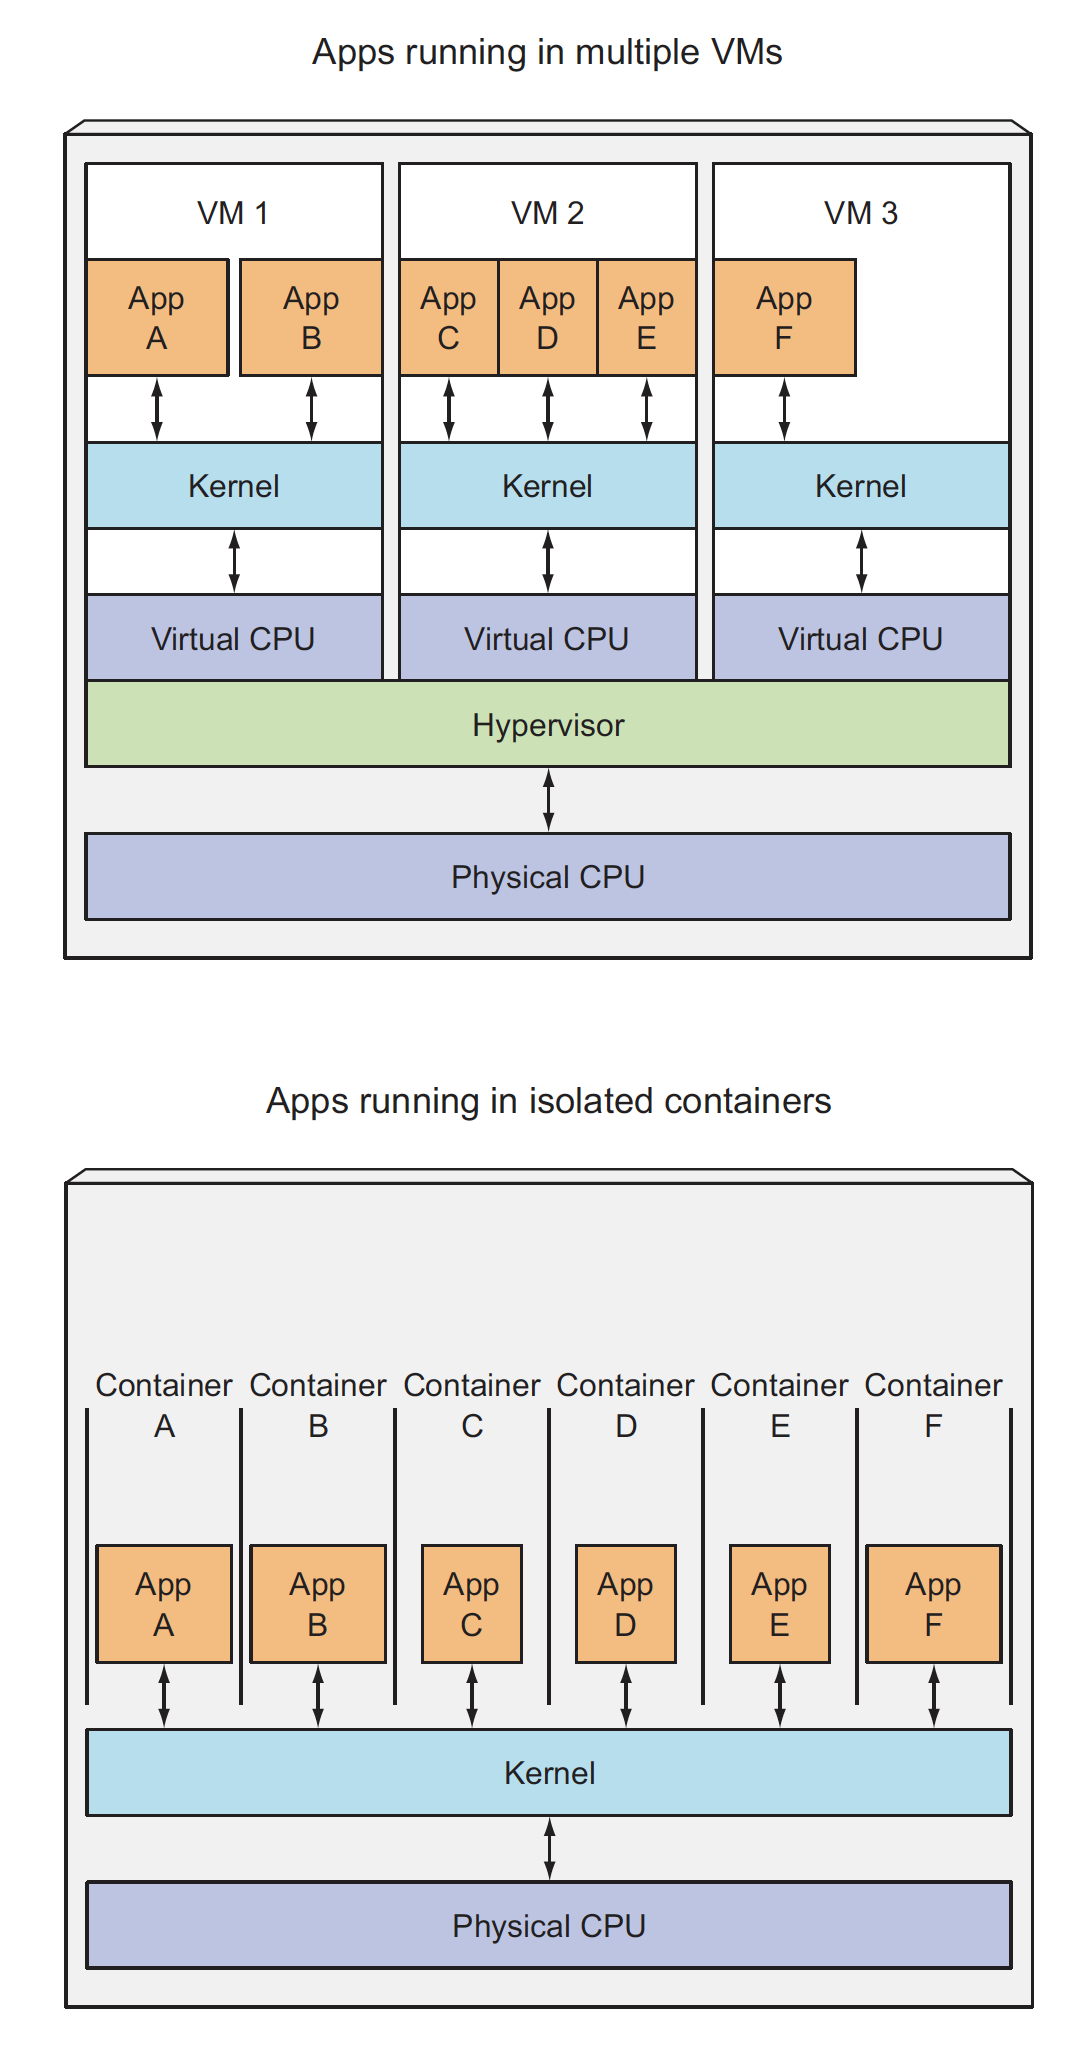 Apps running in multiple VMs
VM 1
VM 2
VM 3
App
A
App
B
App
C
App
D
App
E
App
F
Kernel
Kernel
Kernel
Virtual CPU
Virtual CPU
Virtual CPU
Hypervisor
Physical CPU
Apps running in isolated containers
Container
A
Container
B
Container
C
Container
D
Container
E
Container
F
App
A
App
B
App
C
App
D
App
E
App
F
Kernel
Physical CPU